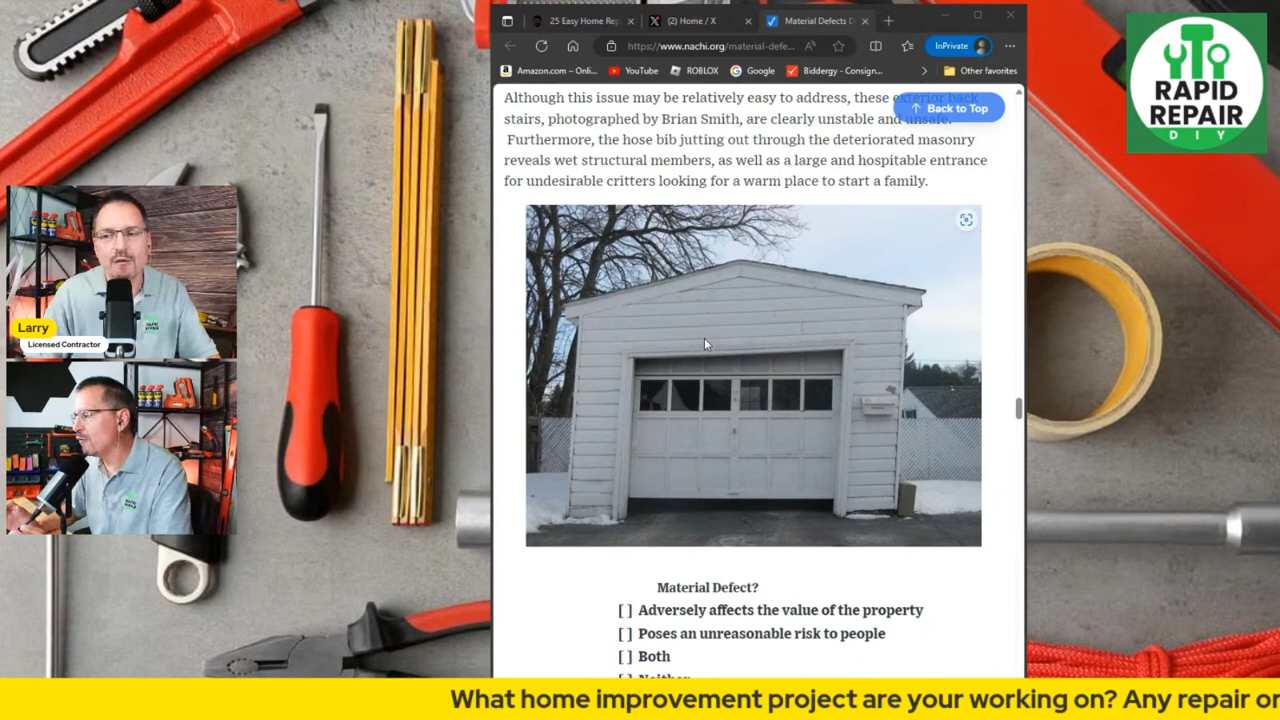 25 Easy Home Rep
(2) Home / X
Material Defects D
https://www.nachi.org/material-defe...
InPrivate
Amazon.com – Onli...
YouTube
ROBLOX
Google
Biddergy - Consign...
Other favorites
Although this issue may be relatively easy to address, these exterior back
stairs, photographed by Brian Smith, are clearly unstable and unsafe.
Back to Top
Furthermore, the hose bib jutting out through the deteriorated masonry
reveals wet structural members, as well as a large and hospitable entrance
for undesirable critters looking for a warm place to start a family.
Material Defect?
[ ] Adversely affects the value of the property
[ ] Poses an unreasonable risk to people
[ ] Both
[ ] Neither
RAPID
REPAIR
DIY
Larry
Licensed Contractor
What home improvement project are your working on? Any repair or